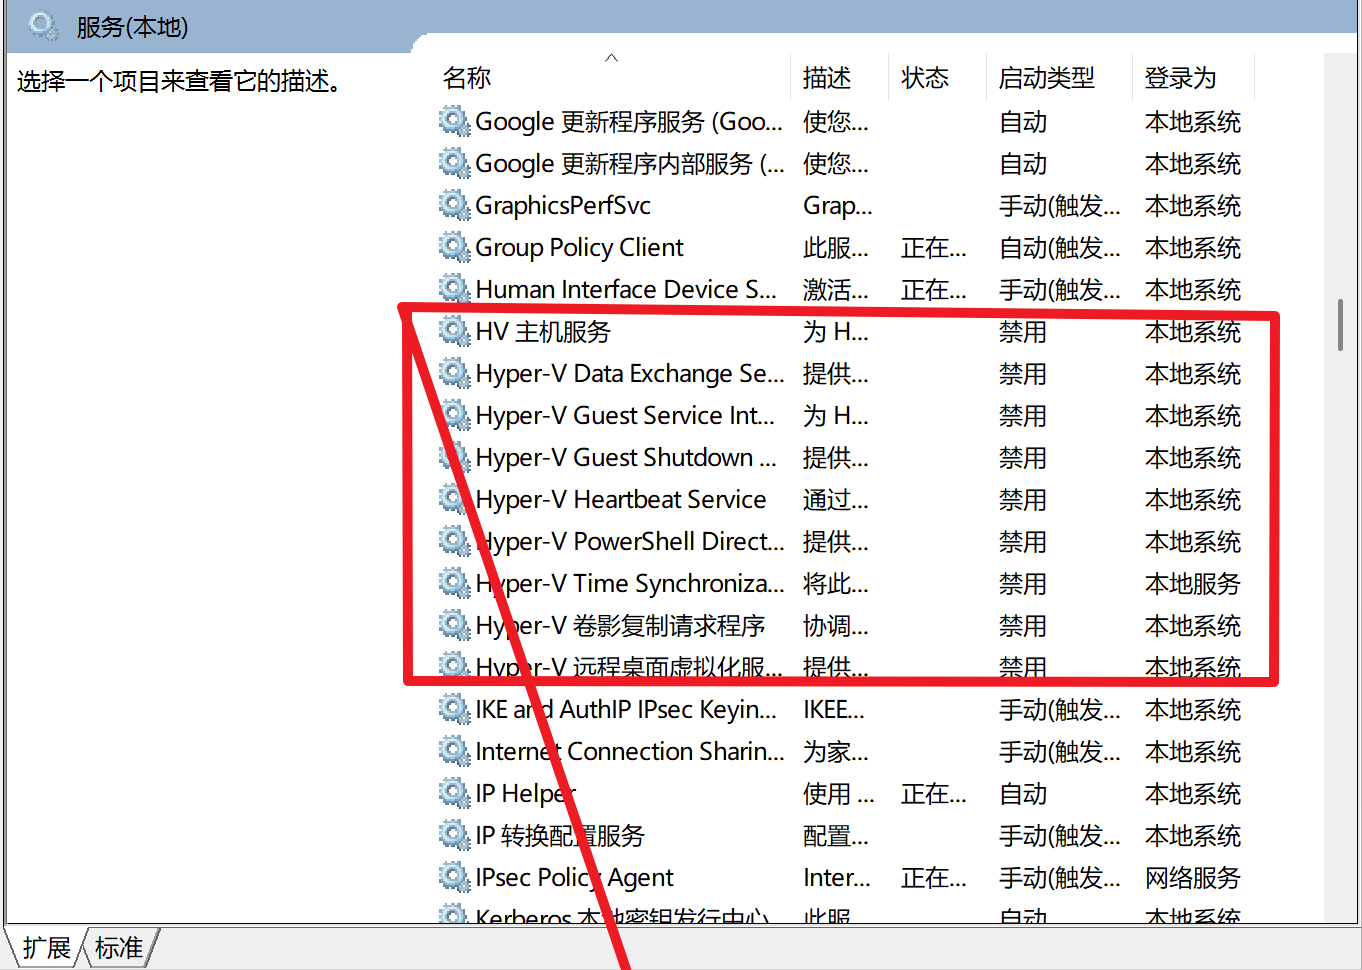 服务(本地)
选择一个项目来查看它的描述。
名称 描述 状态 启动类型 登录为
Google 更新程序服务 (Goo... 使您... 自动 本地系统
Google 更新程序内部服务 (... 使您... 自动 本地系统
GraphicsPerfSvc Grap... 手动(触发... 本地系统
Group Policy Client 此服... 正在... 自动(触发... 本地系统
Human Interface Device S... 激活... 正在... 手动(触发... 本地系统
HV 主机服务 为 H... 禁用 本地系统
Hyper-V Data Exchange Se... 提供... 禁用 本地系统
Hyper-V Guest Service Int... 为 H... 禁用 本地系统
Hyper-V Guest Shutdown ... 提供... 禁用 本地系统
Hyper-V Heartbeat Service 通过... 禁用 本地系统
Hyper-V PowerShell Direct... 提供... 禁用 本地系统
Hyper-V Time Synchroniza... 将此... 禁用 本地服务
Hyper-V 卷影复制请求程序 协调... 禁用 本地系统
Hyper-V 远程桌面虚拟化服... 提供... 禁用 本地系统
IKE and AuthIP IPsec Keyin... IKEE... 手动(触发... 本地系统
Internet Connection Sharin... 为家... 手动(触发... 本地系统
IP Helper 使用 ... 正在... 自动 本地系统
IP 转换配置服务 配置... 手动(触发... 本地系统
IPsec Policy Agent Inter... 正在... 手动(触发... 网络服务
Kerberos 本地密钥发行中心 此服 自动 本地系统
扩展 标准